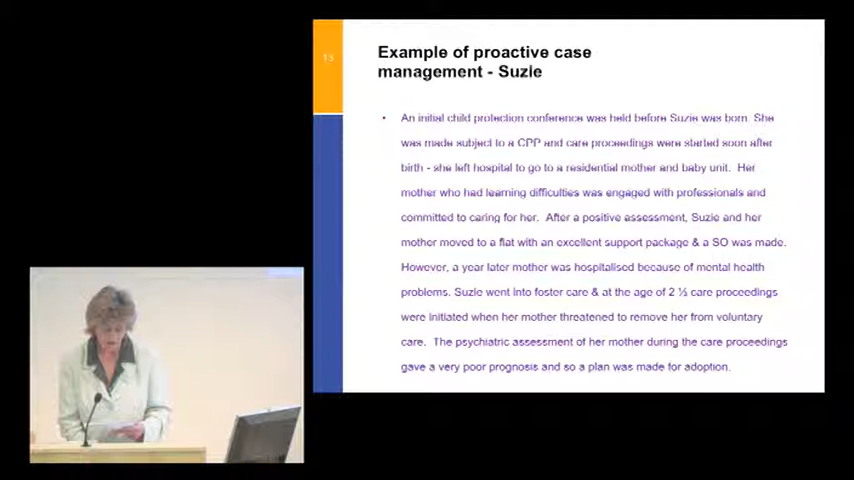 13
Example of proactive case
management - Suzie
• An initial child protection conference was held before Suzie was born. She
was made subject to a CPP and care proceedings were started soon after
birth - she left hospital to go to a residential mother and baby unit. Her
mother who had learning difficulties was engaged with professionals and
committed to caring for her. After a positive assessment, Suzie and her
mother moved to a flat with an excellent support package & a SO was made.
However, a year later mother was hospitalised because of mental health
problems. Suzie went into foster care & at the age of 2 ½ care proceedings
were initiated when her mother threatened to remove her from voluntary
care. The psychiatric assessment of her mother during the care proceedings
gave a very poor prognosis and so a plan was made for adoption.